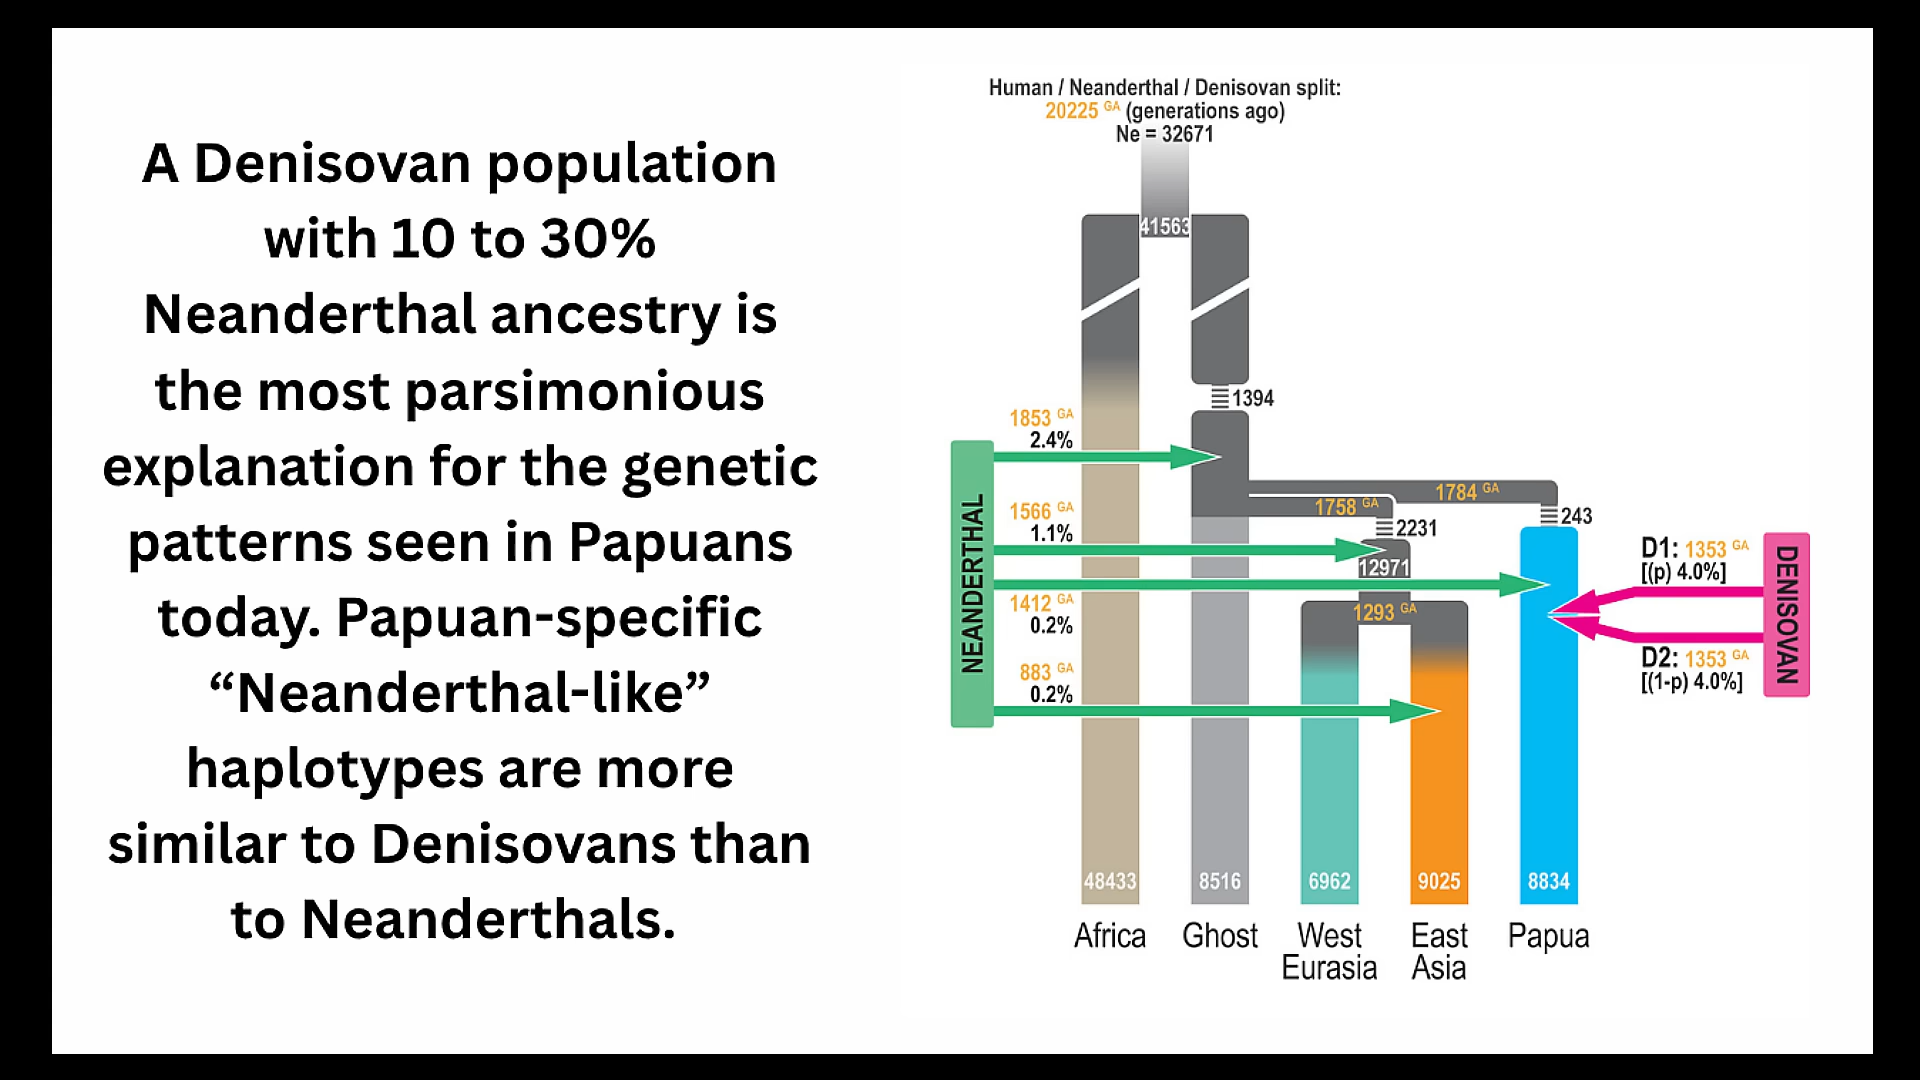 A Denisovan population
with 10 to 30%
Neanderthal ancestry is
the most parsimonious
explanation for the genetic
patterns seen in Papuans
today. Papuan-specific
“Neanderthal-like”
haplotypes are more
similar to Denisovans than
to Neanderthals.
Human / Neanderthal / Denisovan split:
20225 GA (generations ago)
Ne = 32671
41563
1394
1853 GA
2.4%
1784 GA
1758 GA
243
2231
1566 GA
1.1%
12971
1412 GA
0.2%
1293 GA
883 GA
0.2%
NEANDERTHAL
D1: 1353 GA
[(p) 4.0%]
D2: 1353 GA
[(1-p) 4.0%]
DENISOVAN
48433
8516
6962
9025
8834
Africa
Ghost
West
Eurasia
East
Asia
Papua